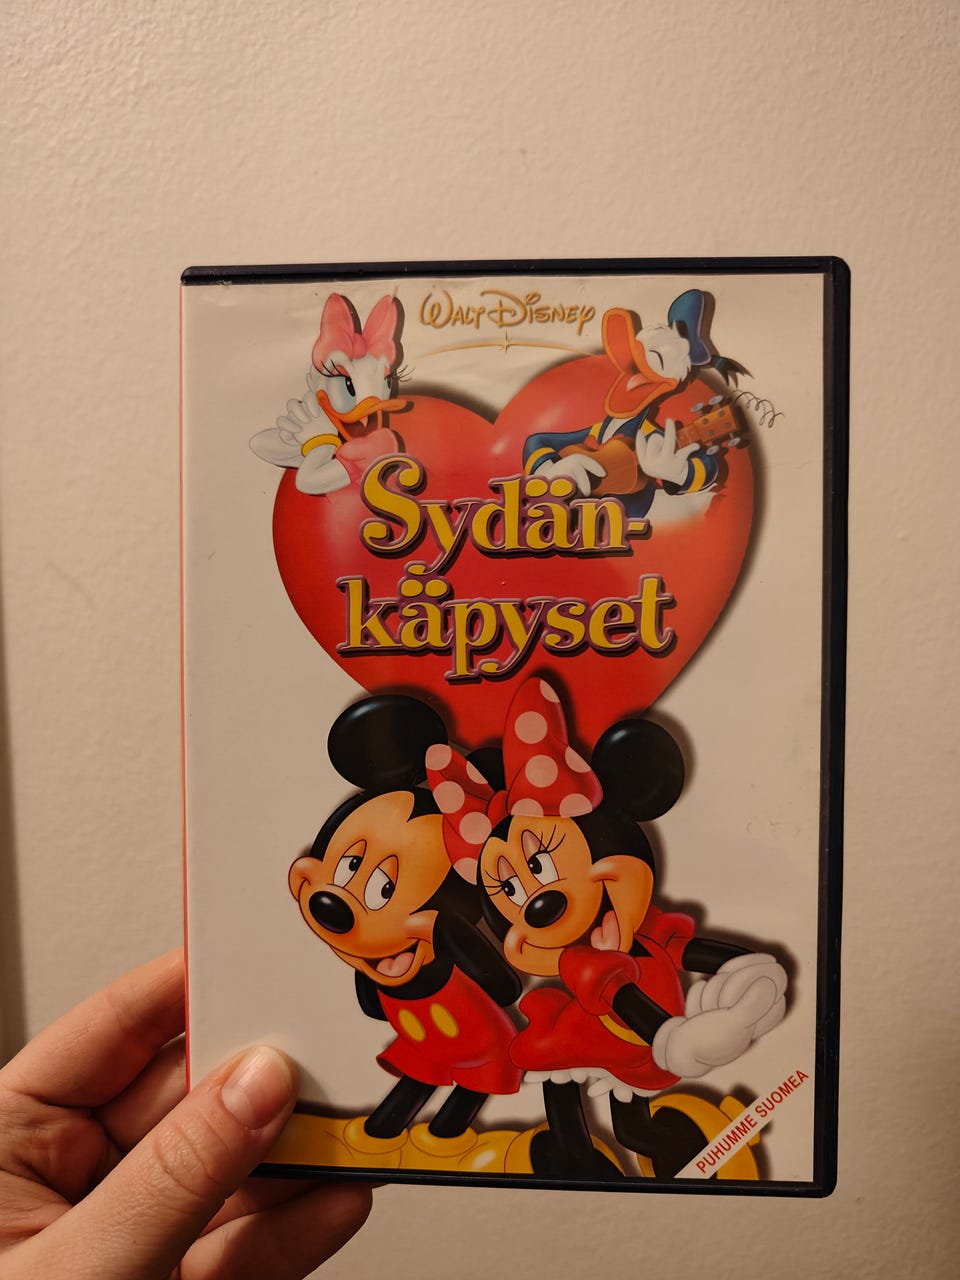 WALT DISNEY
Sydän-
käpyset
PUHUMME SUOMEA